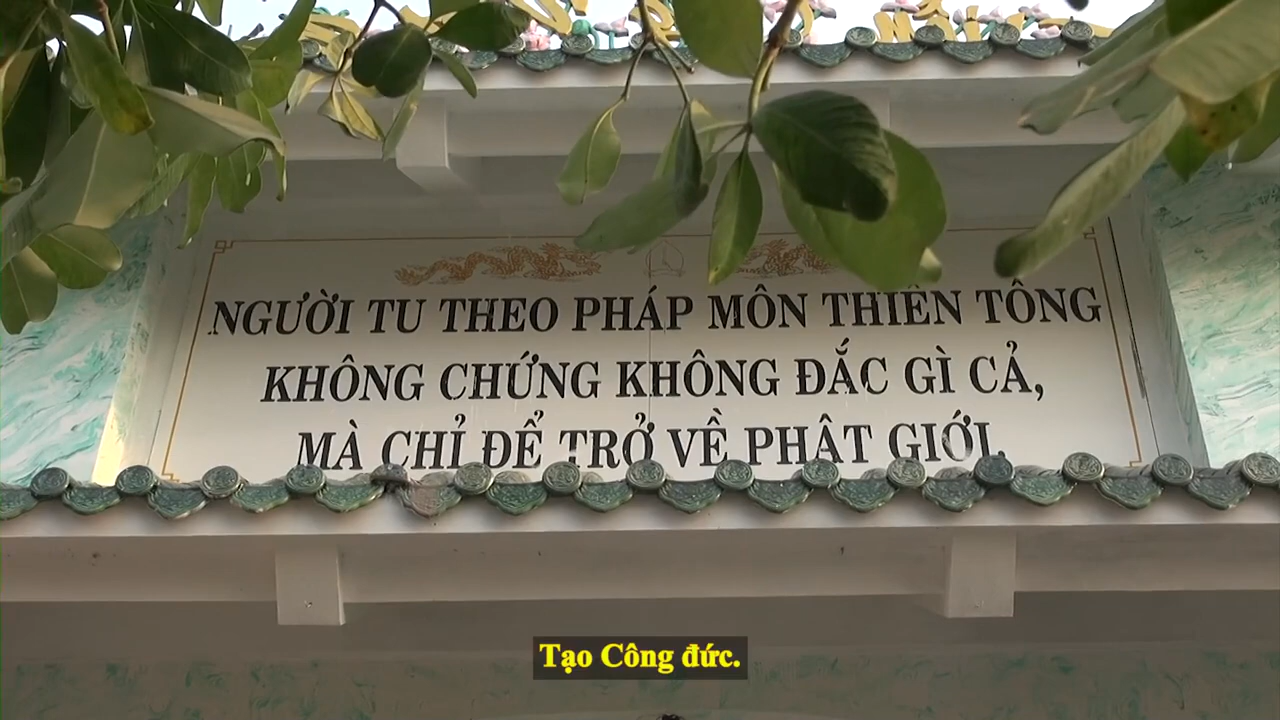 NGƯỜI TU THEO PHÁP MÔN THIỀN TÔNG
KHÔNG CHỨNG KHÔNG ĐẮC GÌ CẢ,
MÀ CHỈ ĐỂ TRỞ VỀ PHẬT GIỚI.
Tạo Công đức.